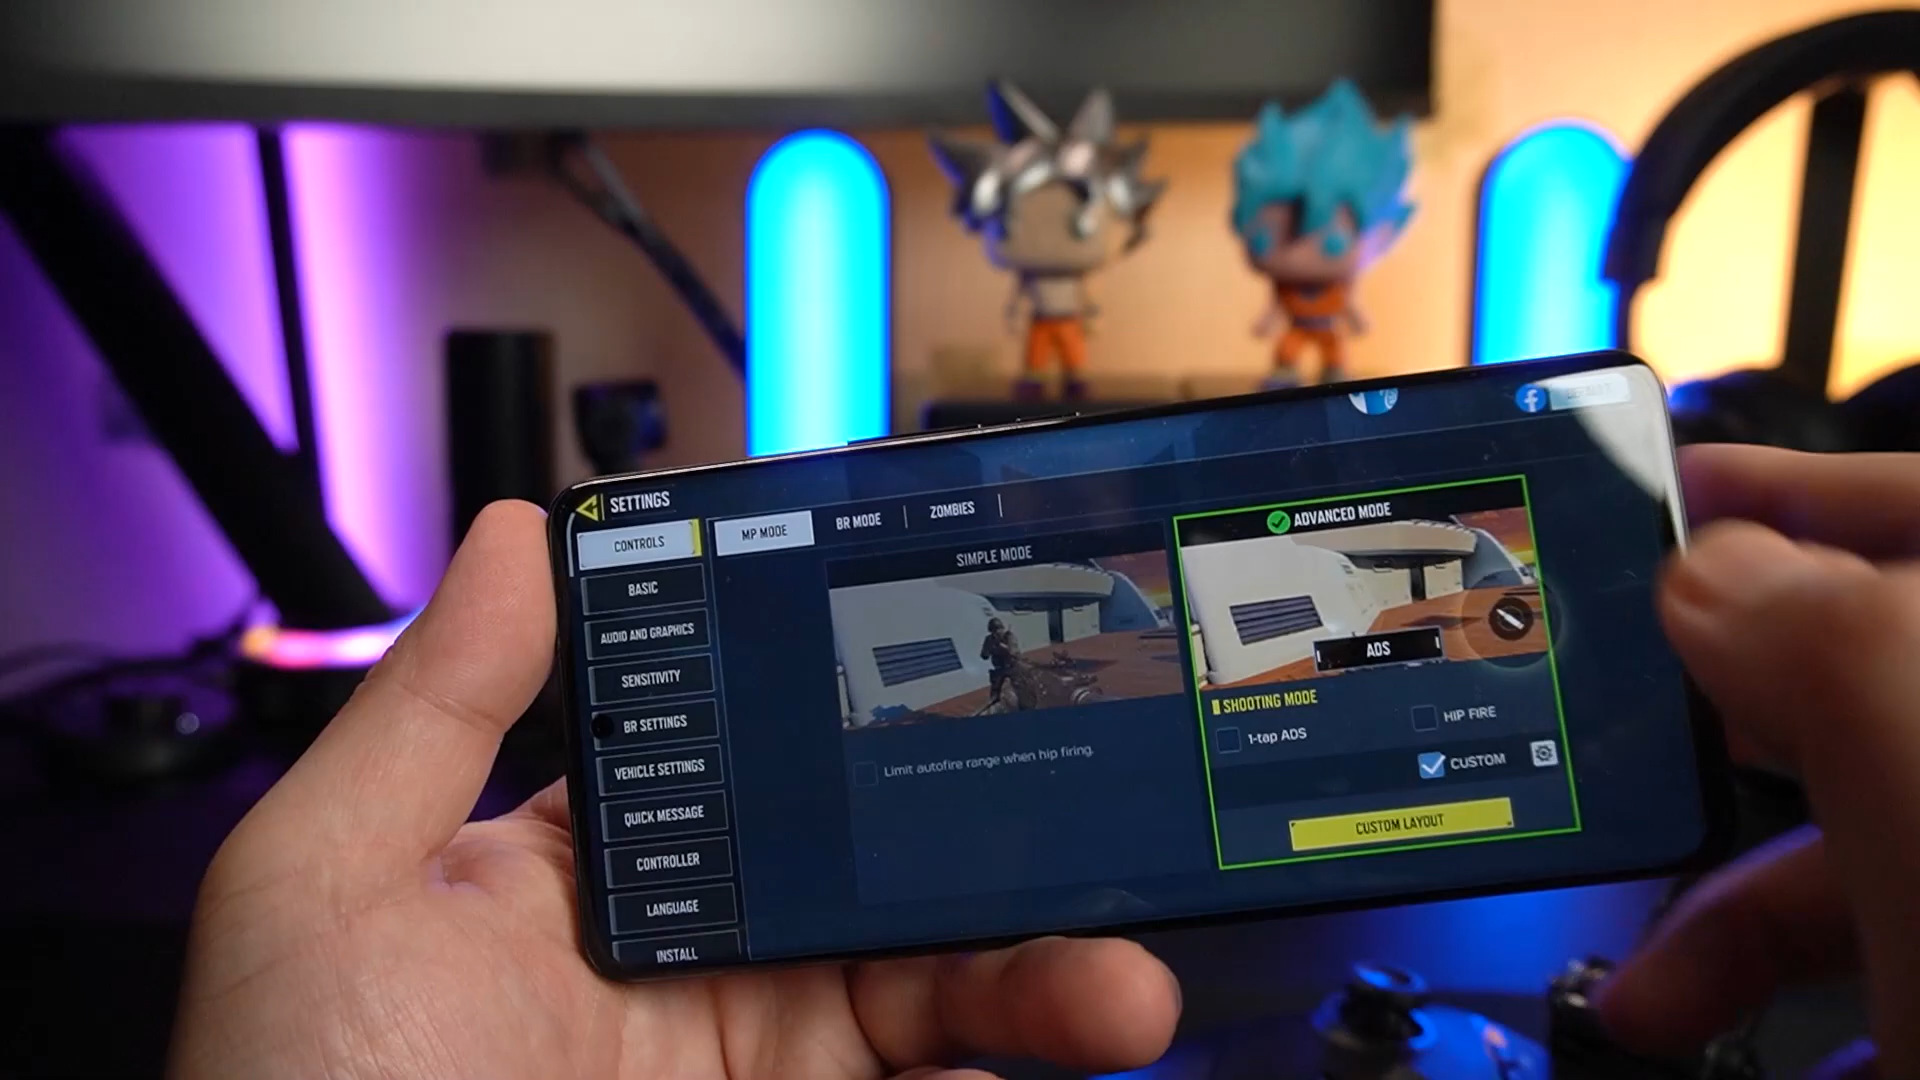 SETTINGS
CONTROLS
BASIC
AUDIO AND GRAPHICS
SENSITIVITY
BR SETTINGS
VEHICLE SETTINGS
QUICK MESSAGE
CONTROLLER
LANGUAGE
INSTALL
MP MODE
BR MODE
ZOMBIES
SIMPLE MODE
Limit autofire range when hip firing.
ADVANCED MODE
ADS
SHOOTING MODE
1-tap ADS
HIP FIRE
CUSTOM
CUSTOM LAYOUT